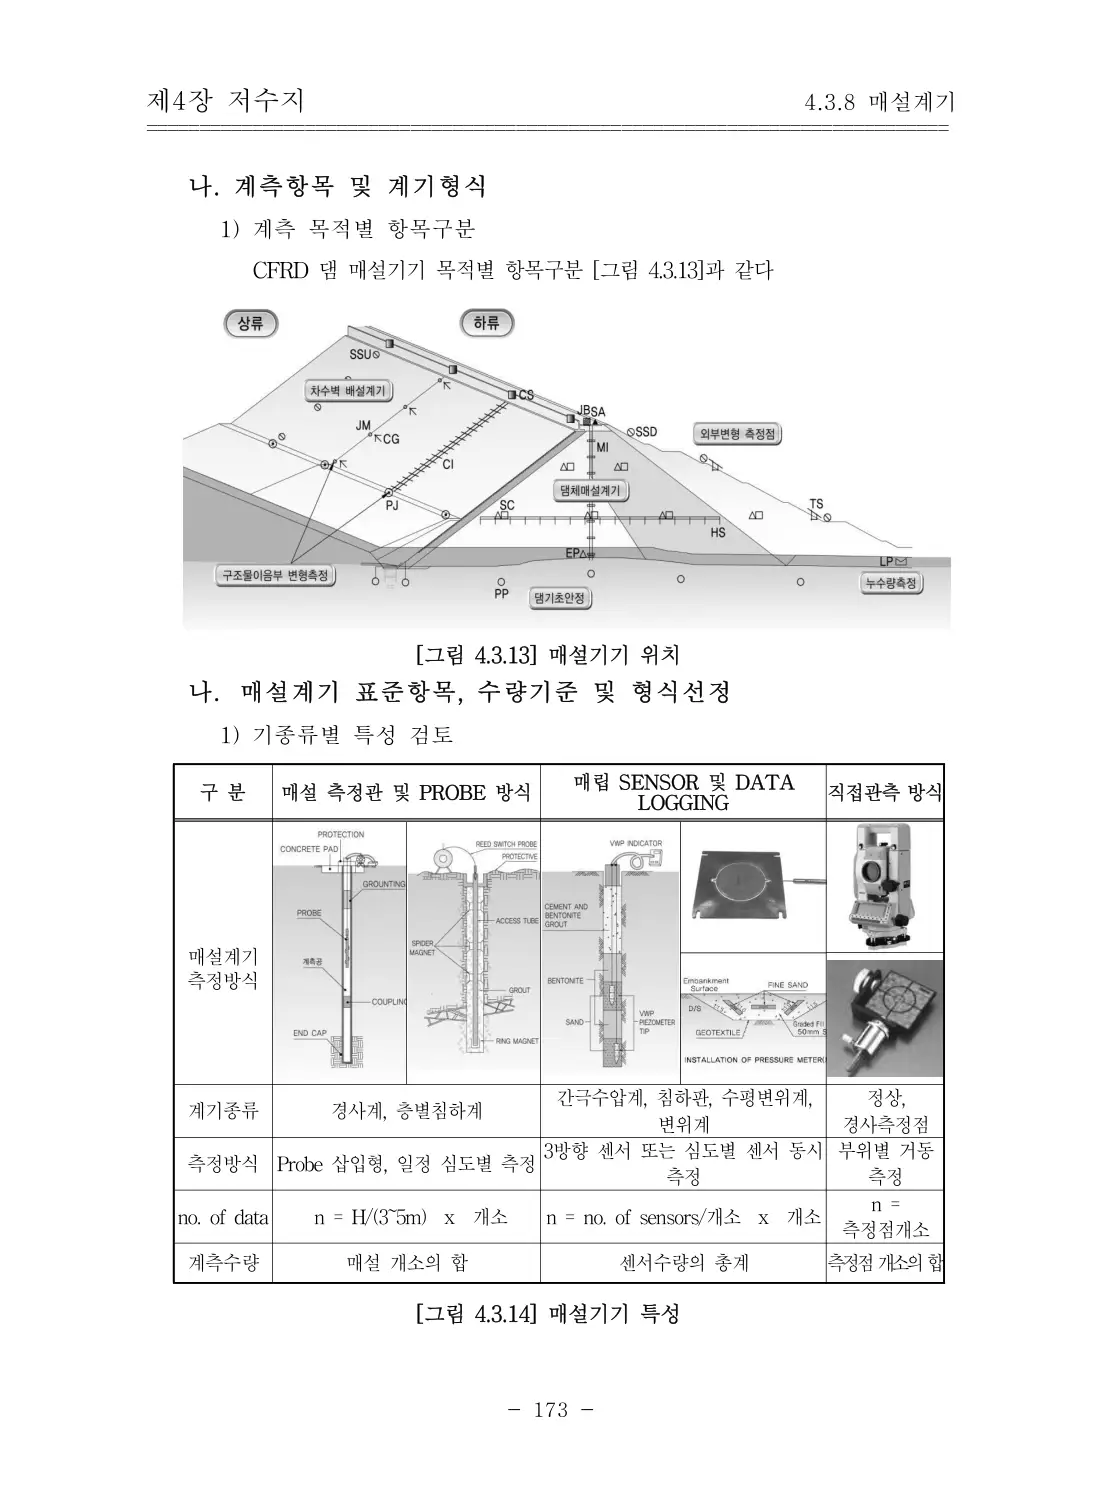 제4장 저수지
4.3.8 매설계기
나. 계측항목 및 계기형식
1) 계측 목적별 항목구분
CFRD 댐 매설기기 목적별 항목구분 [그림 4.3.13]과 같다
상류
하류
SSU
차수벽 배설계기
CS
JB
SA
JM
CG
SSD
외부변형 측정점
MI
CI
댐체매설계기
PJ
SC
TS
HS
EP
LP
구조물이음부 변형측정
누수량측정
PP
댐기초안정
[그림 4.3.13] 매설기기 위치
나. 매설계기 표준항목, 수량기준 및 형식선정
1) 기종류별 특성 검토
구 분
매설 측정관 및 PROBE 방식
매립 SENSOR 및 DATA
LOGGING
직접관측 방식
매설계기
측정방식
PROTECTION
CONCRETE PAD
GROUNTING
PROBE
계측공
COUPLING
END CAP
REED SWITCH PROBE
PROTECTIVE
ACCESS TUBE
SPIDER
MAGNET
GROUT
RING MAGNET
VWP INDICATOR
CEMENT AND
BENTONITE
GROUT
BENTONITE
SAND
VWP
PIEZOMETER
TIP
Embankment
Surface
FINE SAND
D/S
GEOTEXTILE
Graded Fil
50mm S
INSTALLATION OF PRESSURE METER(
계기종류
경사계, 층별침하계
간극수압계, 침하판, 수평변위계,
변위계
정상,
경사측정점
측정방식
Probe 삽입형, 일정 심도별 측정
3방향 센서 또는 심도별 센서 동시
측정
부위별 거동
측정
no. of data
n = H/(3~5m) x 개소
n = no. of sensors/개소 x 개소
n =
측정점개소
계측수량
매설 개소의 합
센서수량의 총계
측정점 개소의 합
[그림 4.3.14] 매설기기 특성
- 173 -